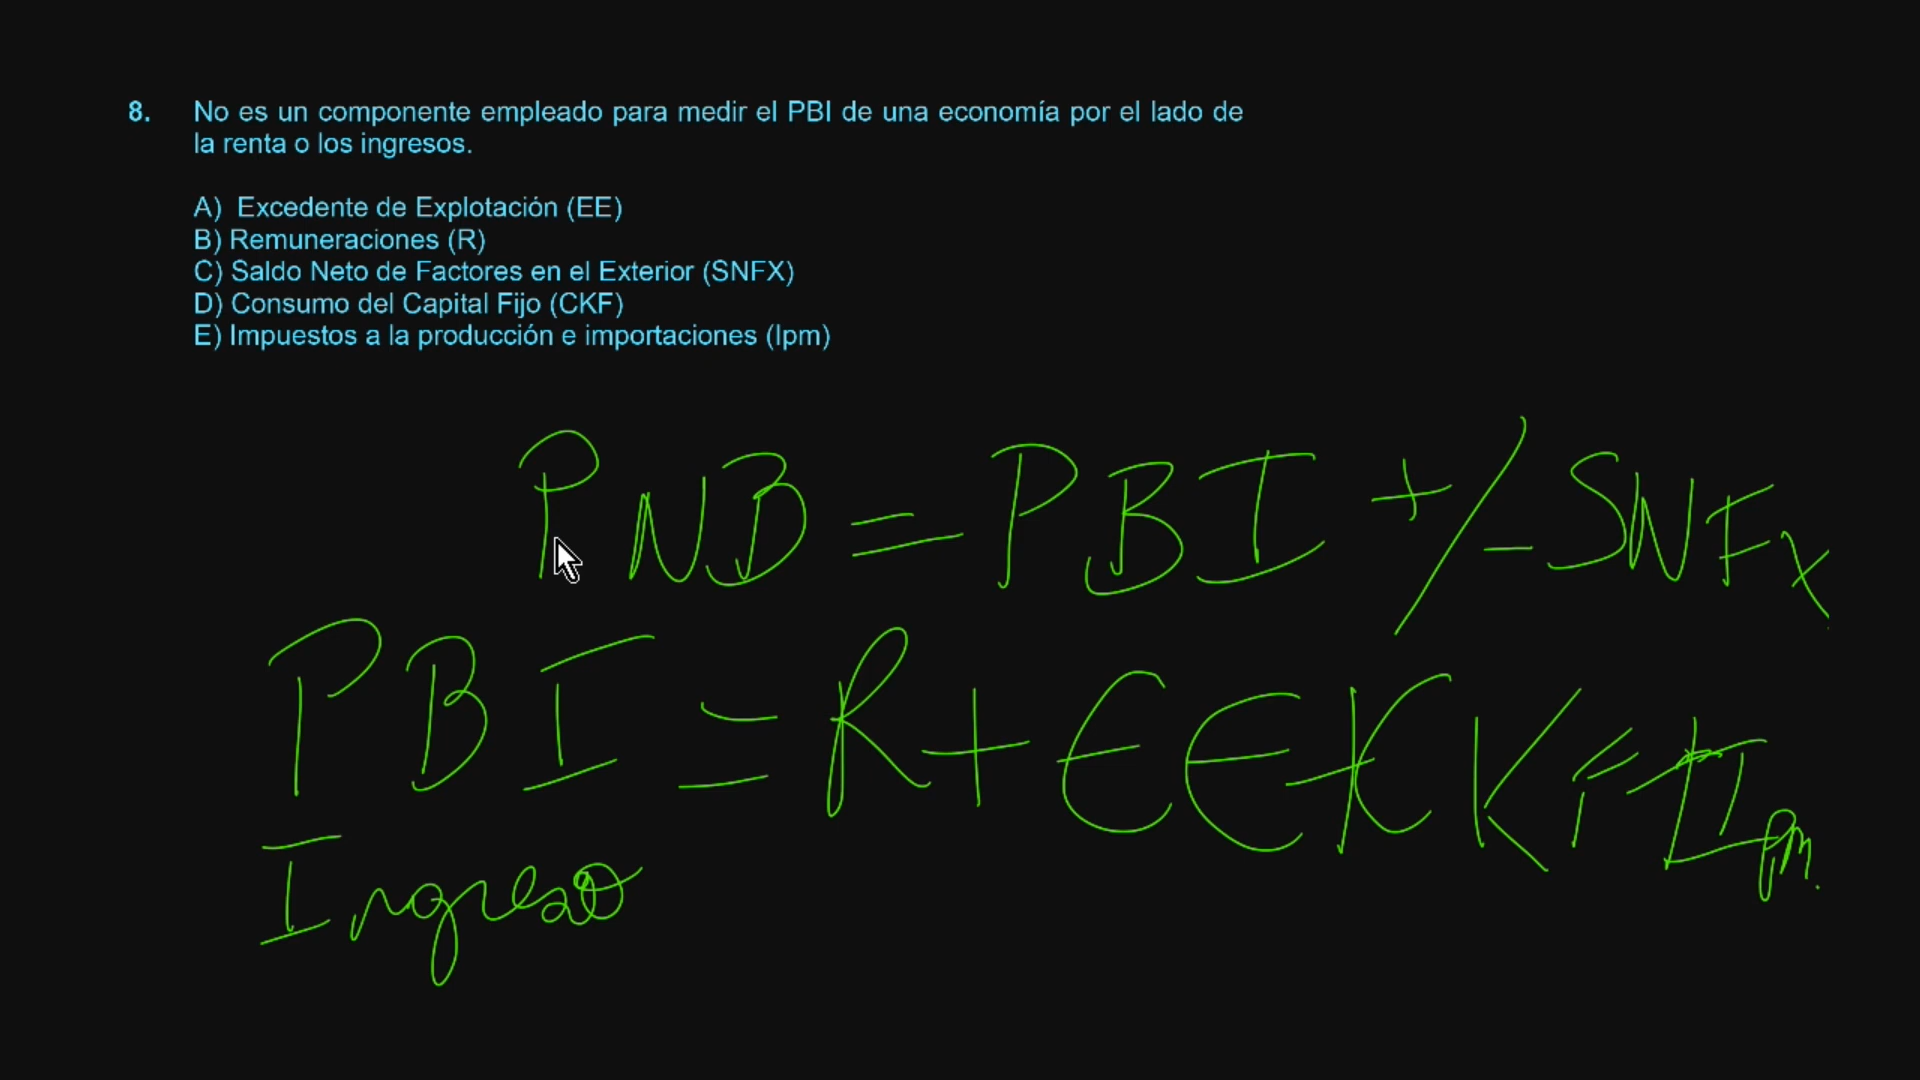 8. No es un componente empleado para medir el PBI de una economía por el lado de
la renta o los ingresos.
A) Excedente de Explotación (EE)
B) Remuneraciones (R)
C) Saldo Neto de Factores en el Exterior (SNFX)
D) Consumo del Capital Fijo (CKF)
E) Impuestos a la producción e importaciones (Ipm)
PNB = PBI +/- SNFX
PBI = R + EE + CKF + Ipm.
Ingreso